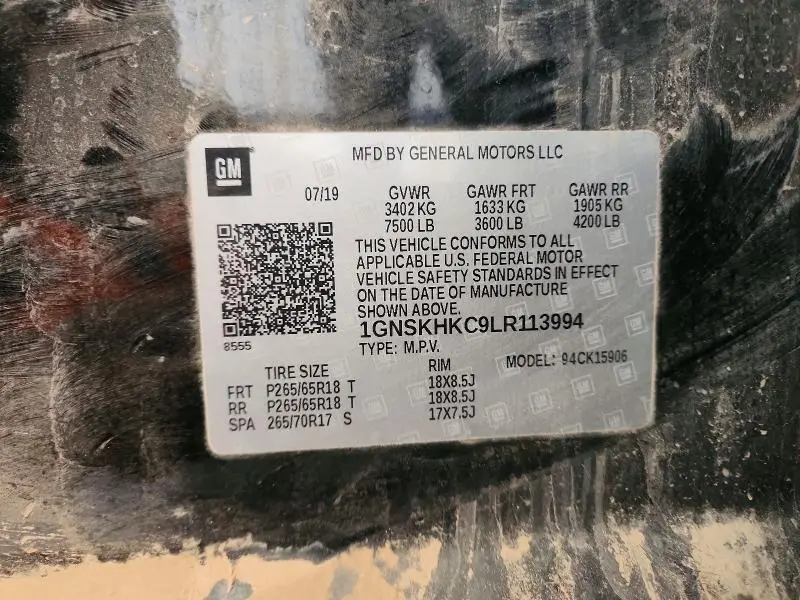 GM
MFD BY GENERAL MOTORS LLC
07/19 GVWR GAWR FRT GAWR RR
3402 KG 1633 KG 1905 KG
7500 LB 3600 LB 4200 LB
THIS VEHICLE CONFORMS TO ALL
APPLICABLE U.S. FEDERAL MOTOR
VEHICLE SAFETY STANDARDS IN EFFECT
ON THE DATE OF MANUFACTURE
SHOWN ABOVE.
1GNSKHKC9LR113994
8555
TYPE: M.P.V. MODEL: 94CK15906
TIRE SIZE RIM
FRT P265/65R18 T 18X8.5J
RR P265/65R18 T 18X8.5J
SPA 265/70R17 S 17X7.5J